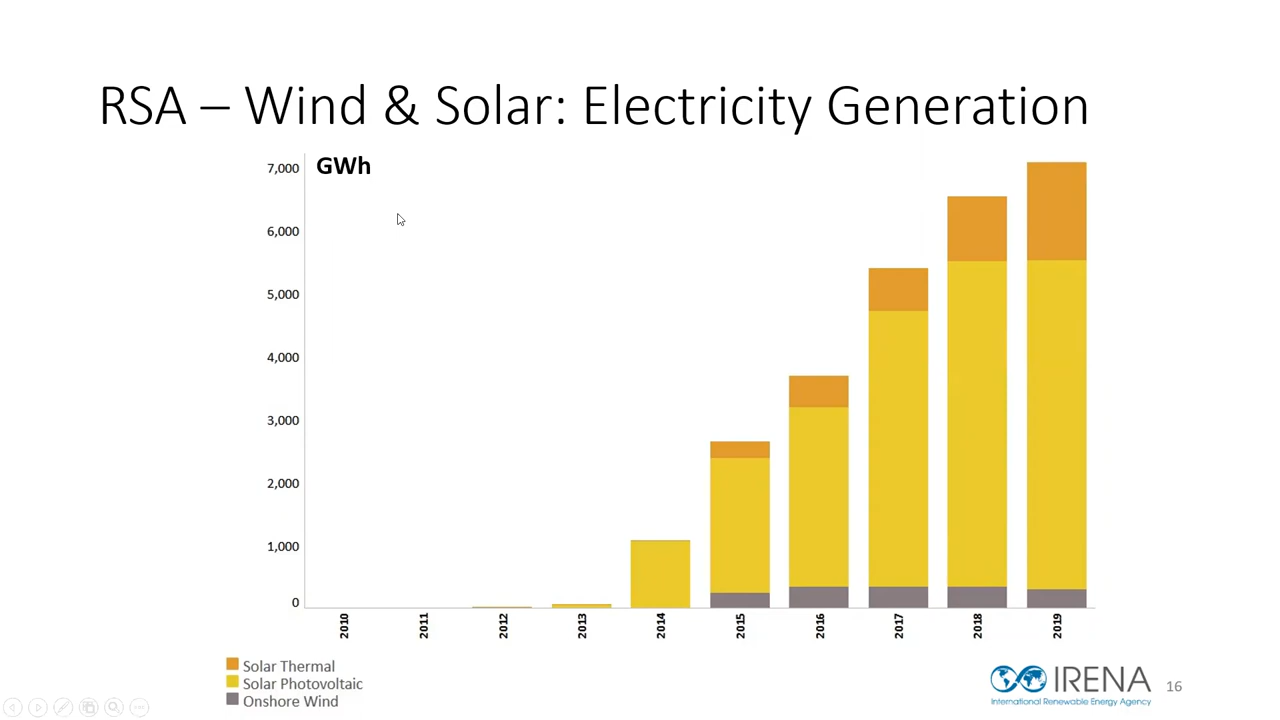 RSA – Wind & Solar: Electricity Generation
GWh
7,000
6,000
5,000
4,000
3,000
2,000
1,000
0
2010 2011 2012 2013 2014 2015 2016 2017 2018 2019
Solar Thermal
Solar Photovoltaic
Onshore Wind
IRENA
International Renewable Energy Agency
16